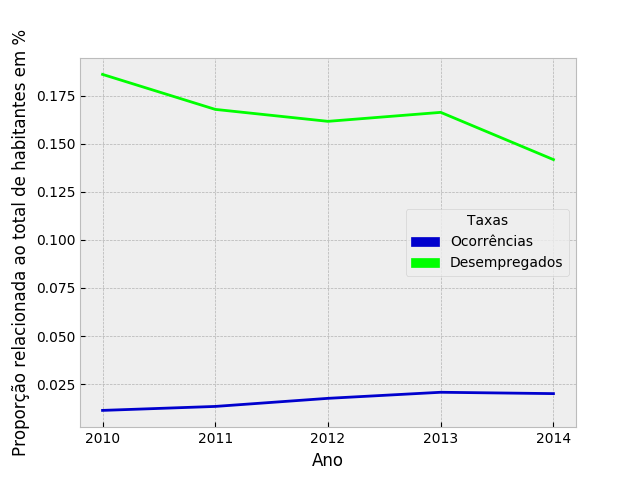 Proporção relacionada ao total de habitantes em %
0.175
0.150
0.125
0.100
0.075
0.050
0.025
Taxas
Ocorrências
Desempregados
2010 2011 2012 2013 2014
Ano